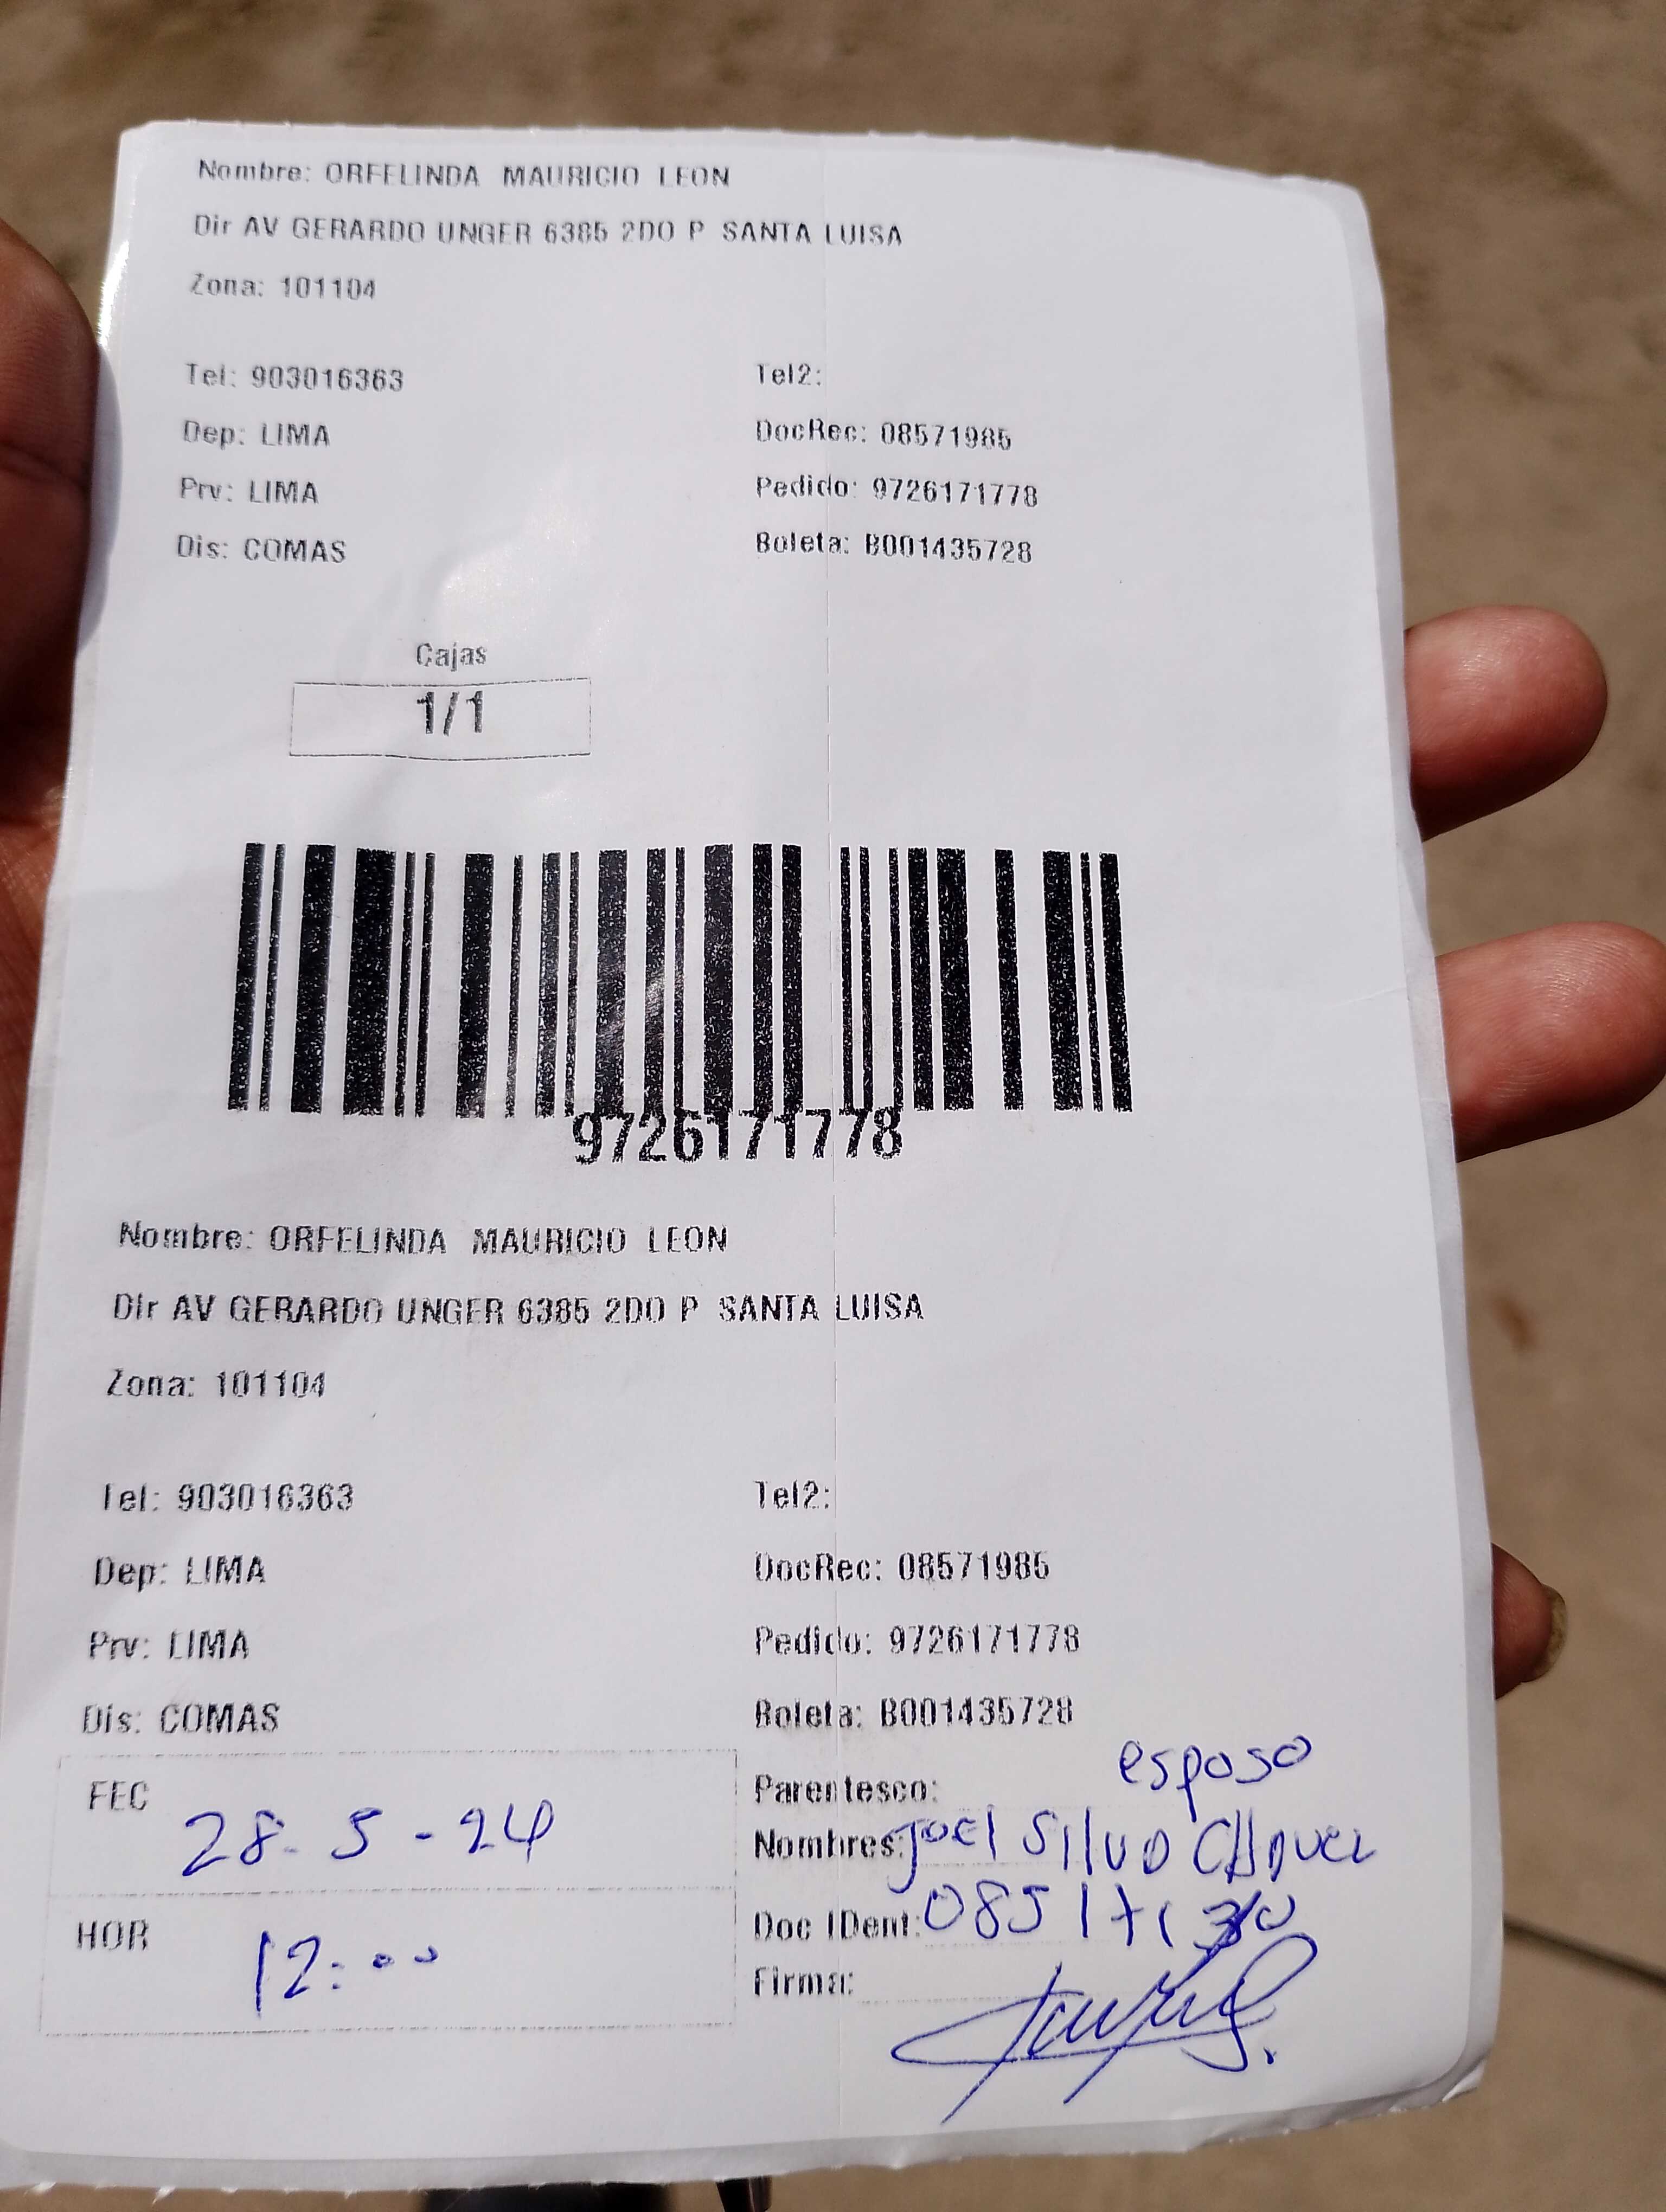 Nombre: ORFELINDA MAURICIO LEON
Dir AV GERARDO UNGER 6385 2DO P SANTA LUISA
Zona: 101104
Tel: 903016363 Tel2:
Dep: LIMA DocRec: 08571985
Prv: LIMA Pedido: 9726171778
Dis: COMAS Boleta: B001435728
Cajas
1/1
9726171778
Nombre: ORFELINDA MAURICIO LEON
Dir AV GERARDO UNGER 6385 2DO P SANTA LUISA
Zona: 101104
Tel: 903016363 Tel2:
Dep: LIMA DocRec: 08571985
Prv: LIMA Pedido: 9726171778
Dis: COMAS Boleta: B001435728
FEC 28-5-24 Parentesco: esposo
Nombres: Joel Silva
HOR 12:00 Doc IDent:
Firma: